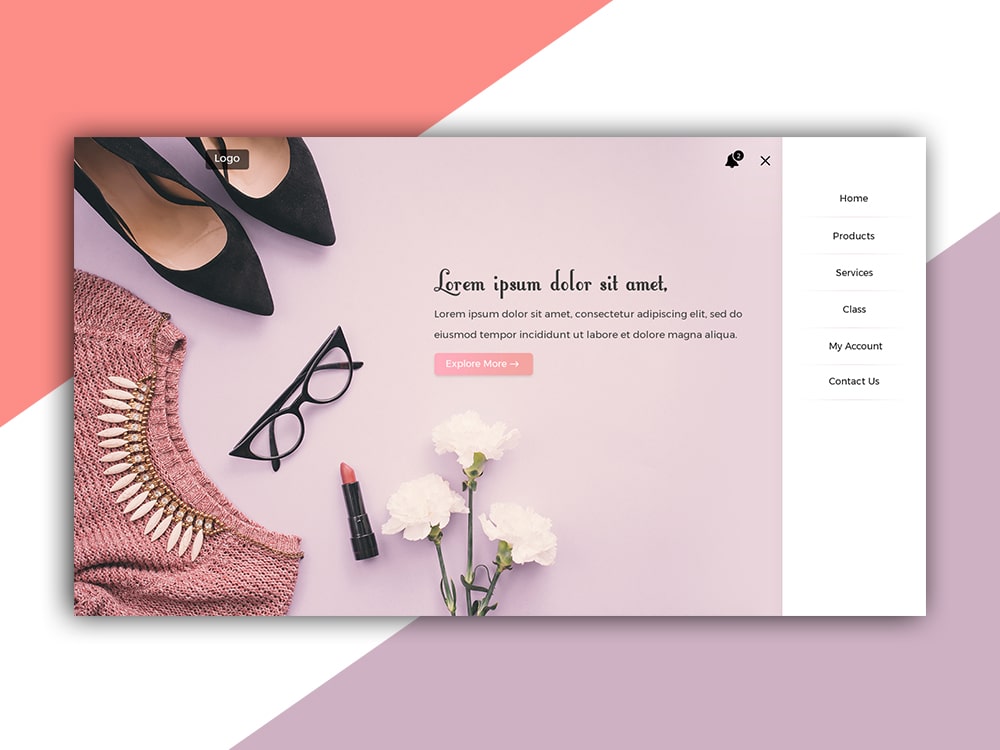 Logo
2
Home
Products
Services
Class
My Account
Contact Us
Lorem ipsum dolor sit amet,
Lorem ipsum dolor sit amet, consectetur adipiscing elit, sed do
eiusmod tempor incididunt ut labore et dolore magna aliqua.
Explore More →